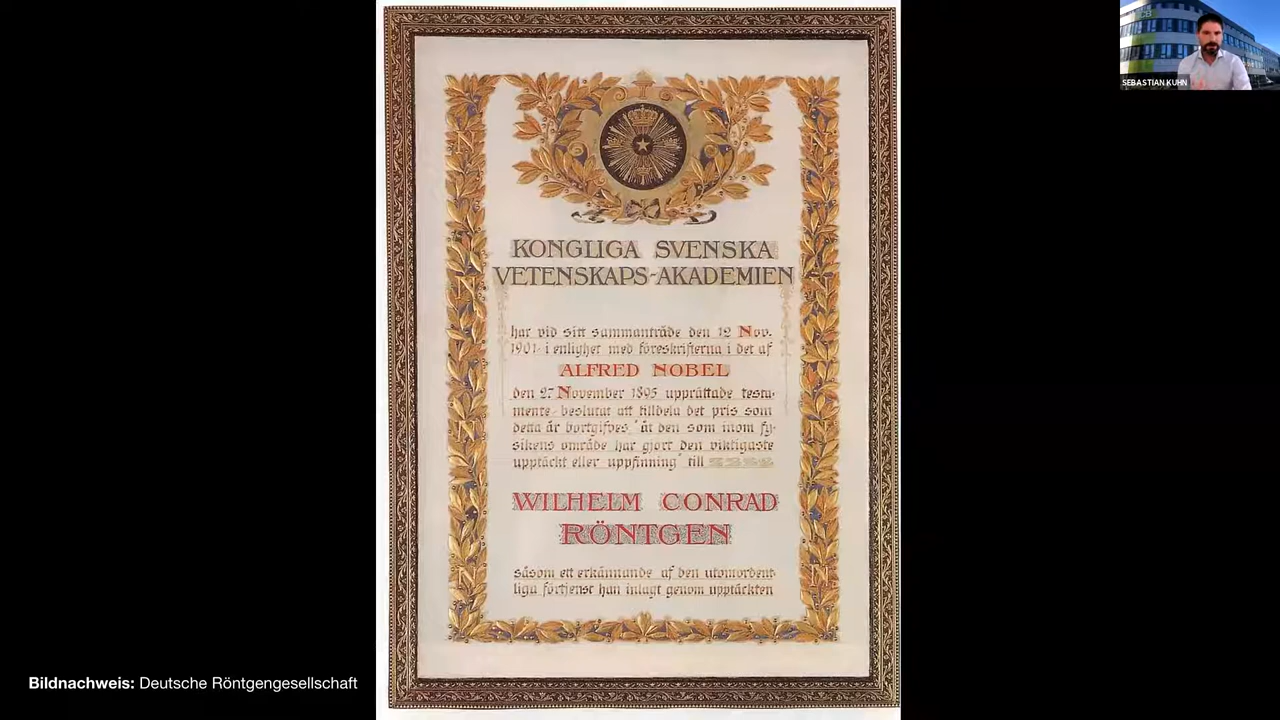 SEBASTIAN KUHN
KONGLIGA SVENSKA
VETENSKAPS-AKADEMIEN
har vid sitt sammanträde den 12 Nov.
1901 i enlighet med föreskrifterna i det af
ALFRED NOBEL
den 27 November 1895 upprättade testa-
mente beslutat att tilldela det pris som
detta år bortgifves "åt den som inom fy-
sikens område har gjort den viktigaste
upptäckt eller uppfinning" till
WILHELM CONRAD
RÖNTGEN
såsom ett erkännande af den utomordent-
liga förtjenst han inlagt genom upptäckten
Bildnachweis: Deutsche Röntgengesellschaft